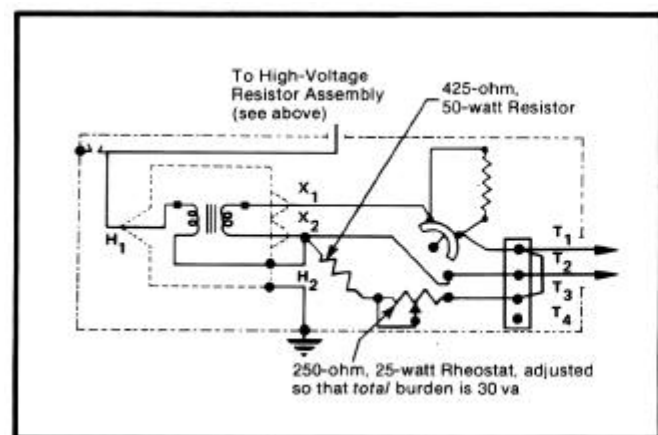 To High-Voltage
Resistor Assembly
(see above)
425-ohm,
50-watt Resistor
X1
X2
H1
H2
T1
T2
T3
T4
250-ohm, 25-watt Rheostat, adjusted
so that total burden is 30 va